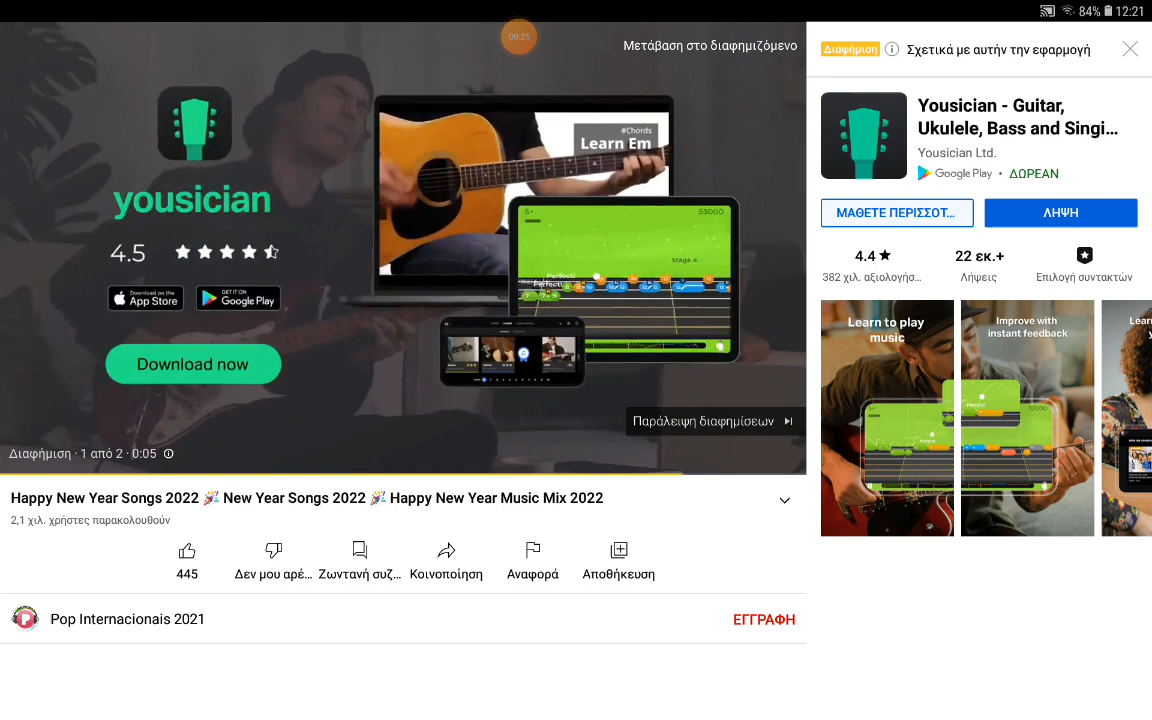 84% 12:21
00:25
Μετάβαση στο διαφημιζόμενο
yousician
4.5
Download on the
App Store
GET IT ON
Google Play
Download now
#Chords
Learn Em
5+
53000
Stage 4
Perfect!
Perfect!
Παράλειψη διαφημίσεων
Διαφήμιση · 1 από 2 · 0:05
Happy New Year Songs 2022 🎉 New Year Songs 2022 🎉 Happy New Year Music Mix 2022
2,1 χιλ. χρήστες παρακολουθούν
445
Δεν μου αρέ...
Ζωντανή συζ...
Κοινοποίηση
Αναφορά
Αποθήκευση
Pop Internacionais 2021
ΕΓΓΡΑΦΗ
Διαφήμιση
Σχετικά με αυτήν την εφαρμογή
Yousician - Guitar,
Ukulele, Bass and Singi...
Yousician Ltd.
Google Play • ΔΩΡΕΑΝ
ΜΑΘΕΤΕ ΠΕΡΙΣΣΟΤ...
ΛΗΨΗ
4.4 ★
382 χιλ. αξιολογήσ...
22 εκ.+
Λήψεις
Επιλογή συντακτών
Learn to play
music
Improve with
instant feedback